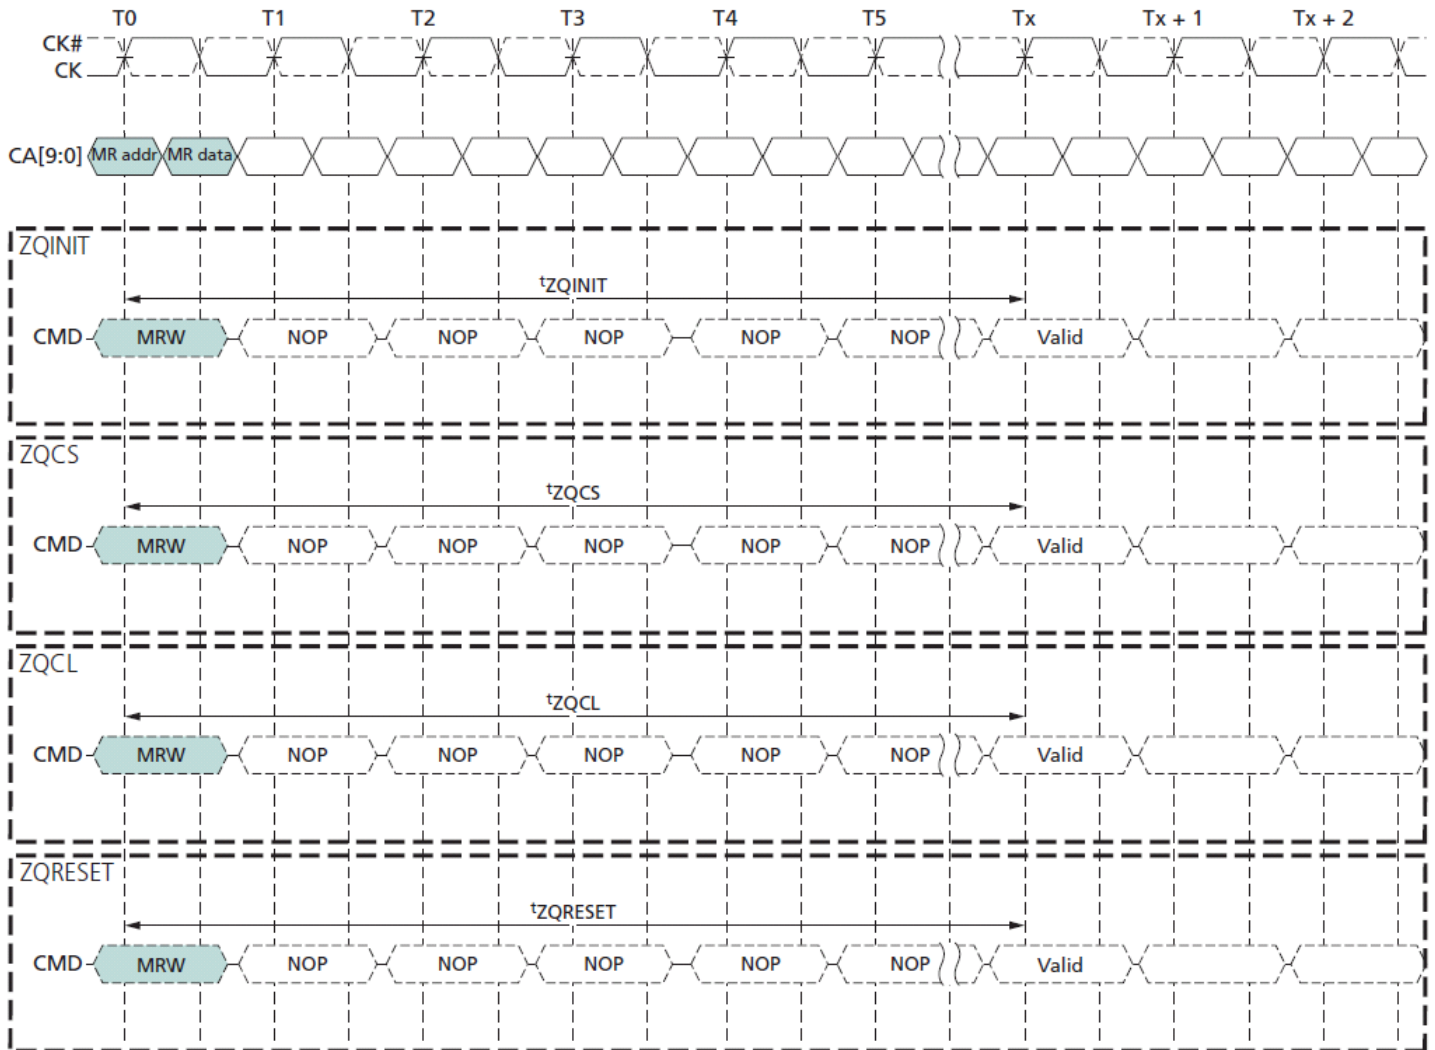 T0 T1 T2 T3 T4 T5 Tx Tx + 1 Tx + 2
CK#
CK
CA[9:0] MR addr MR data
ZQINIT
tZQINIT
CMD MRW NOP NOP NOP NOP NOP Valid
ZQCS
tZQCS
CMD MRW NOP NOP NOP NOP NOP Valid
ZQCL
tZQCL
CMD MRW NOP NOP NOP NOP NOP Valid
ZQRESET
tZQRESET
CMD MRW NOP NOP NOP NOP NOP Valid